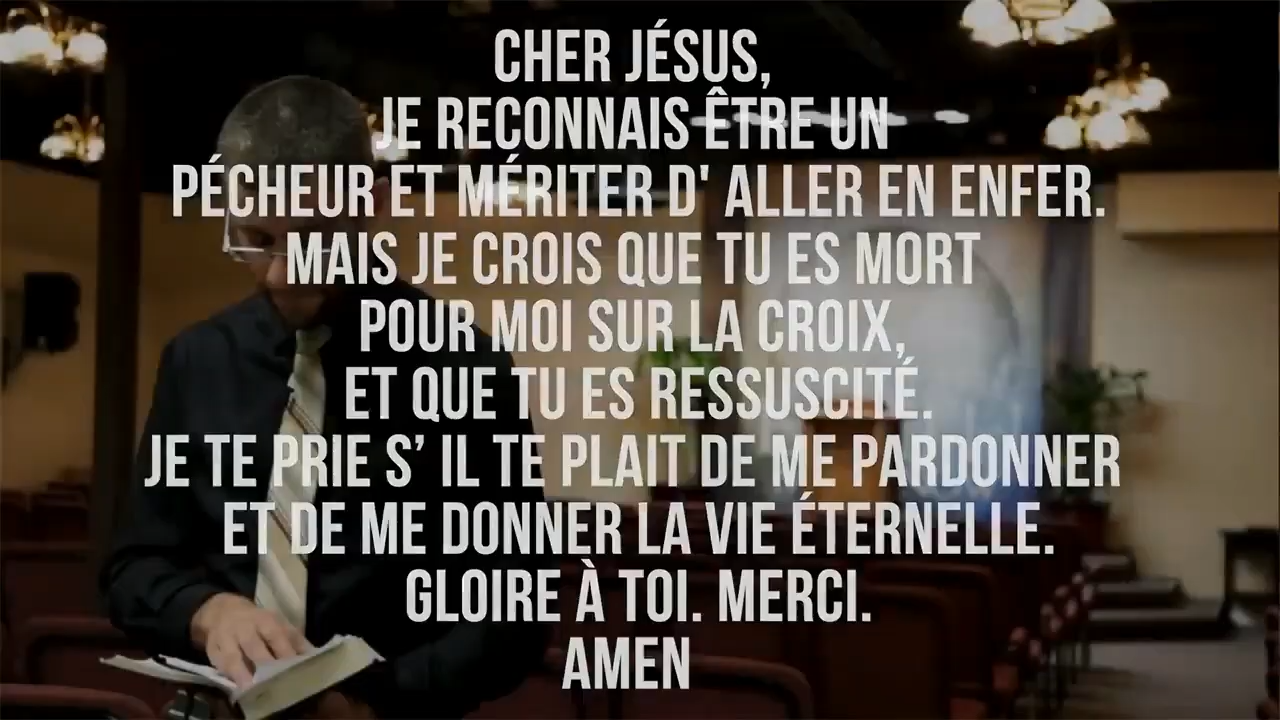 CHER JÉSUS,
JE RECONNAIS ÊTRE UN
PÉCHEUR ET MÉRITER D' ALLER EN ENFER.
MAIS JE CROIS QUE TU ES MORT
POUR MOI SUR LA CROIX,
ET QUE TU ES RESSUSCITÉ.
JE TE PRIE S’ IL TE PLAIT DE ME PARDONNER
ET DE ME DONNER LA VIE ÉTERNELLE.
GLOIRE À TOI. MERCI.
AMEN